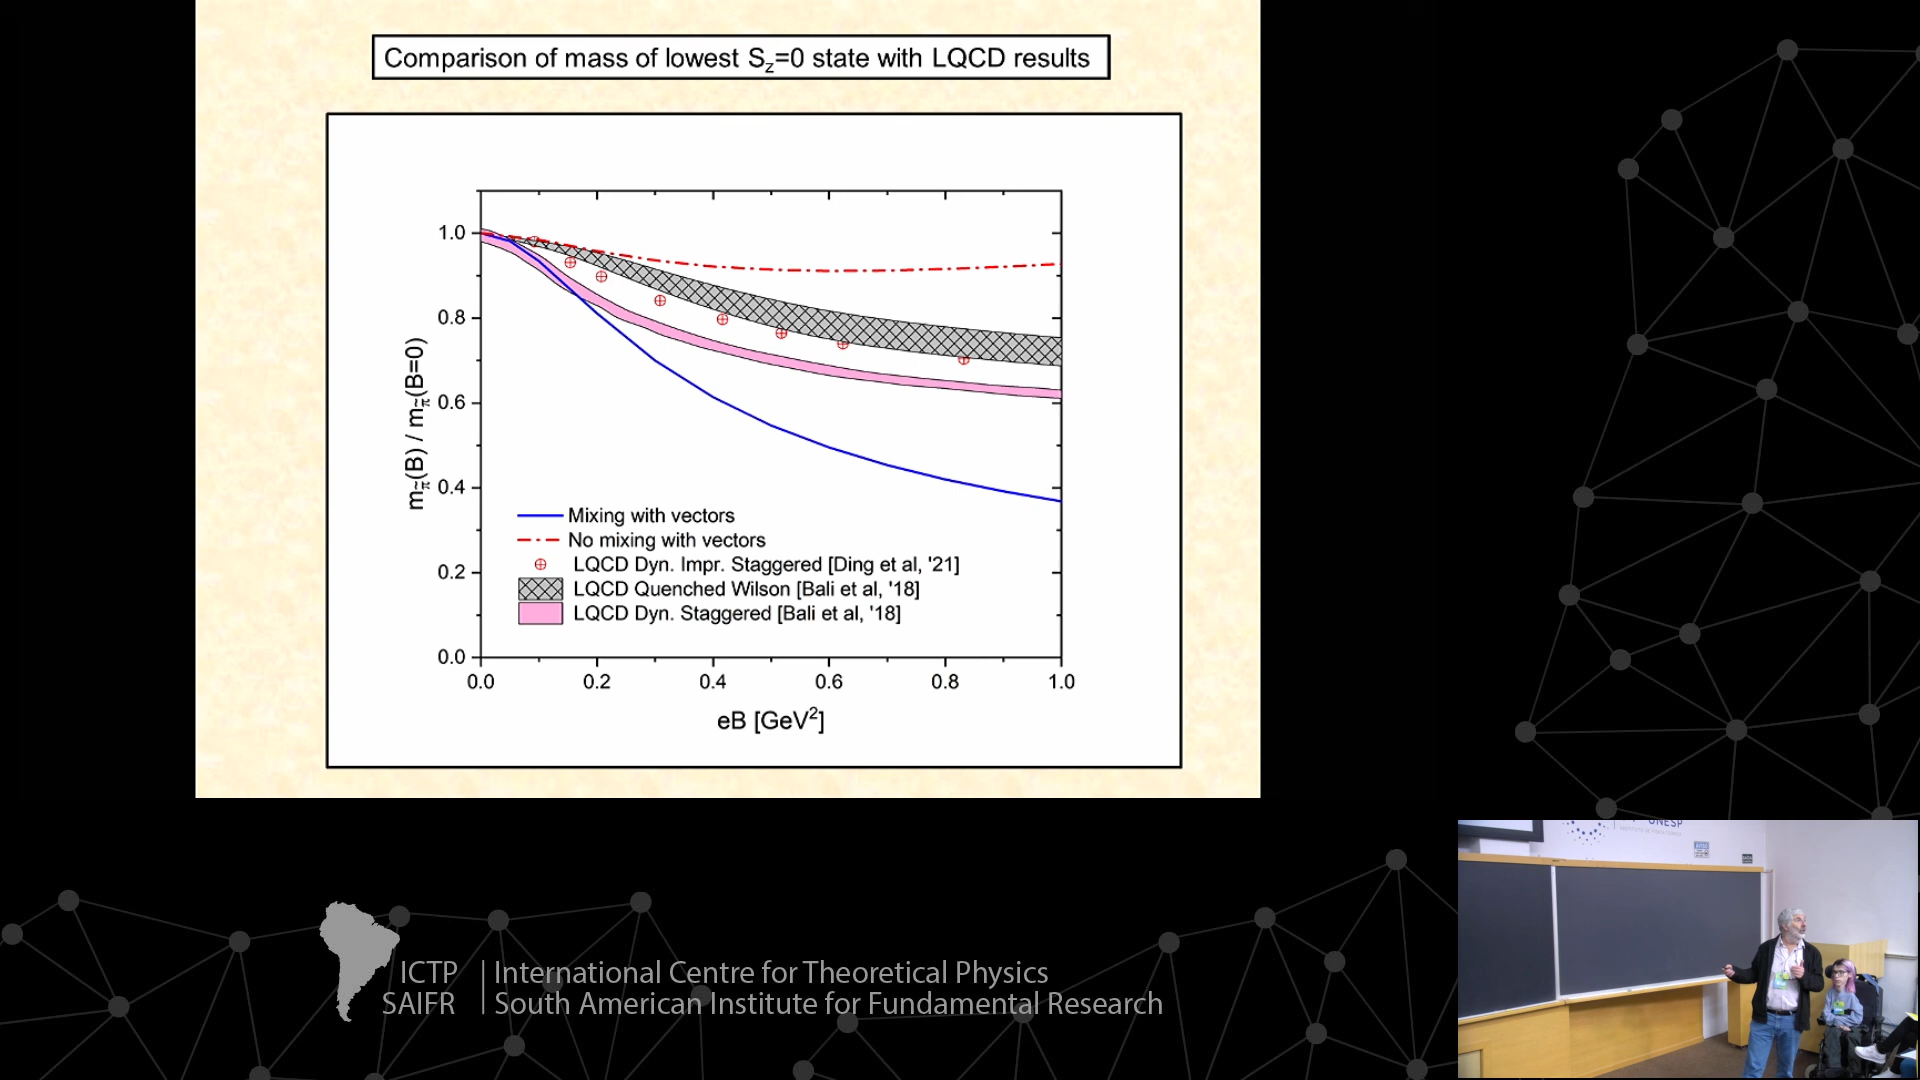 Comparison of mass of lowest S_z=0 state with LQCD results
1.0
0.8
0.6
0.4
0.2
0.0
m_π̃(B) / m_π̃(B=0)
Mixing with vectors
No mixing with vectors
LQCD Dyn. Impr. Staggered [Ding et al, '21]
LQCD Quenched Wilson [Bali et al, '18]
LQCD Dyn. Staggered [Bali et al, '18]
0.0 0.2 0.4 0.6 0.8 1.0
eB [GeV²]
UNESP
ICTP | International Centre for Theoretical Physics
SAIFR | South American Institute for Fundamental Research